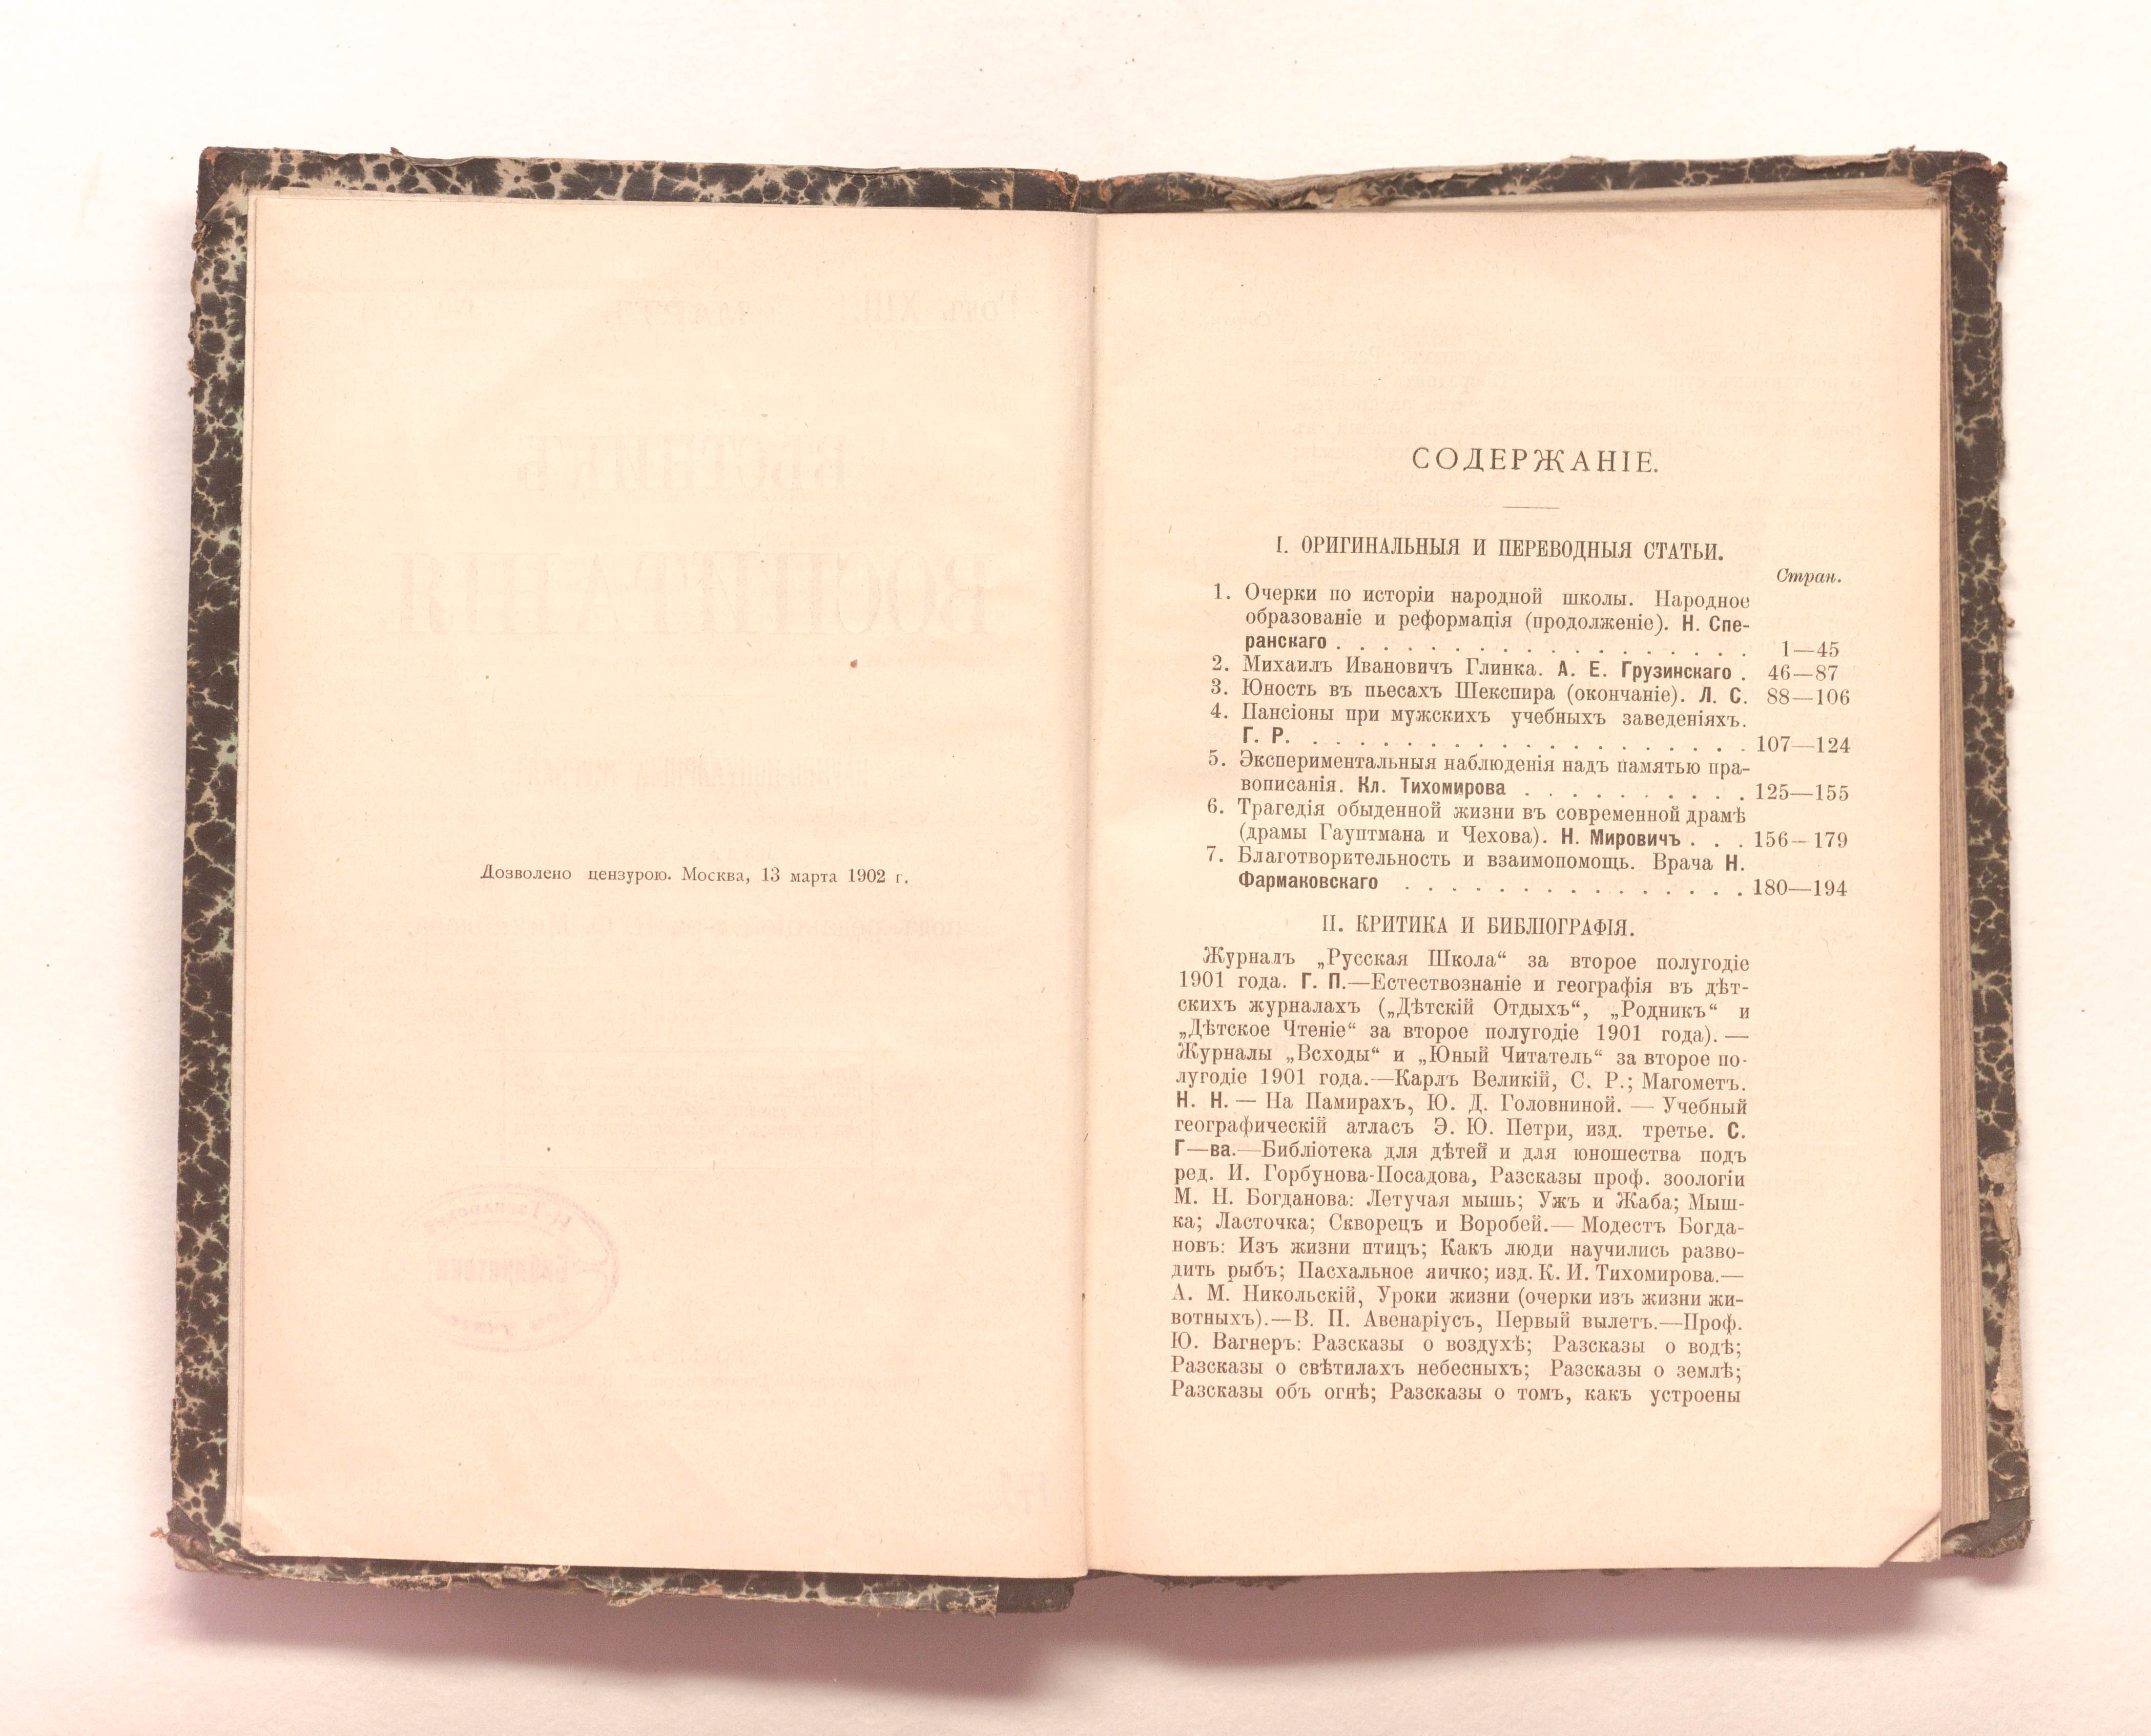 Дозволено цензурою. Москва, 13 марта 1902 г.
СОДЕРЖАНІЕ.
I. ОРИГИНАЛЬНЫЯ И ПЕРЕВОДНЫЯ СТАТЬИ.
Стран.
1. Очерки по исторіи народной школы. Народное
образованіе и реформація (продолженіе). Н. Спе-
ранскаго . . . . . . . . . . . . . . . . . . 1—45
2. Михаилъ Ивановичъ Глинка. А. Е. Грузинскаго . 46—87
3. Юность въ пьесахъ Шекспира (окончаніе). Л. С. 88—106
4. Пансіоны при мужскихъ учебныхъ заведеніяхъ.
Г. Р. . . . . . . . . . . . . . . . . . . . 107—124
5. Экспериментальныя наблюденія надъ памятью пра-
вописанія. Кл. Тихомирова . . . . . . . . . . 125—155
6. Трагедія обыденной жизни въ современной драмѣ
(драмы Гауптмана и Чехова). Н. Мировичъ . . . 156—179
7. Благотворительность и взаимопомощь. Врача Н.
Фармаковскаго . . . . . . . . . . . . . . . 180—194
II. КРИТИКА И БИБЛІОГРАФІЯ.
Журналъ „Русская Школа“ за второе полугодіе
1901 года. Г. П.—Естествознаніе и географія въ дѣт-
скихъ журналахъ („Дѣтскій Отдыхъ“, „Родникъ“ и
„Дѣтское Чтеніе“ за второе полугодіе 1901 года). —
Журналы „Всходы“ и „Юный Читатель“ за второе по-
лугодіе 1901 года.—Карлъ Великій, С. Р.; Магометъ.
Н. Н. — На Памирахъ, Ю. Д. Головниной. — Учебный
географическій атласъ Э. Ю. Петри, изд. третье. С.
Г—ва.—Библіотека для дѣтей и для юношества подъ
ред. И. Горбунова-Посадова, Разсказы проф. зоологіи
М. Н. Богданова: Летучая мышь; Ужъ и Жаба; Мыш-
ка; Ласточка; Скворецъ и Воробей.— Модестъ Богда-
новъ: Изъ жизни птицъ; Какъ люди научились разво-
дить рыбъ; Пасхальное яичко; изд. К. И. Тихомирова.—
А. М. Никольскій, Уроки жизни (очерки изъ жизни жи-
вотныхъ).—В. П. Авенаріусъ, Первый вылетъ.—Проф.
Ю. Вагнеръ: Разсказы о воздухѣ; Разсказы о водѣ;
Разсказы о свѣтилахъ небесныхъ; Разсказы о землѣ;
Разсказы объ огнѣ; Разсказы о томъ, какъ устроены